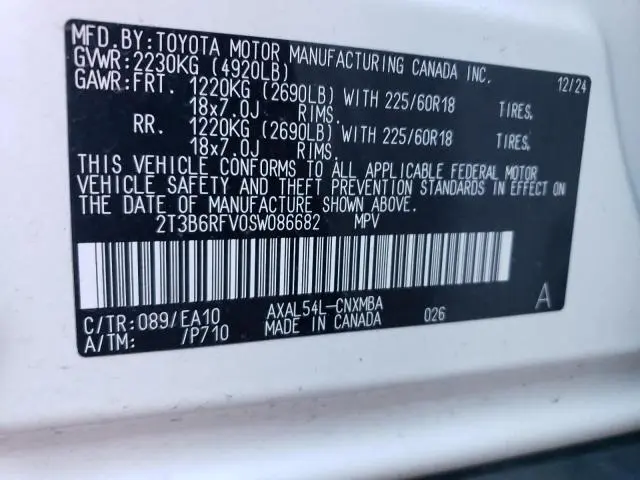 MFD.BY:TOYOTA MOTOR MANUFACTURING CANADA INC.
GVWR:2230KG (4920LB) 12/24
GAWR:FRT. 1220KG (2690LB) WITH 225/60R18 TIRES,
18x7.0J RIMS,
RR. 1220KG (2690LB) WITH 225/60R18 TIRES,
18x7.0J RIMS.
THIS VEHICLE CONFORMS TO ALL APPLICABLE FEDERAL MOTOR
VEHICLE SAFETY AND THEFT PREVENTION STANDARDS IN EFFECT ON
THE DATE OF MANUFACTURE SHOWN ABOVE.
2T3B6RFV0SW086682 MPV
A
C/TR:089/EA10 AXAL54L-CNXMBA 026
A/TM: /P710 MADE IN CANADA